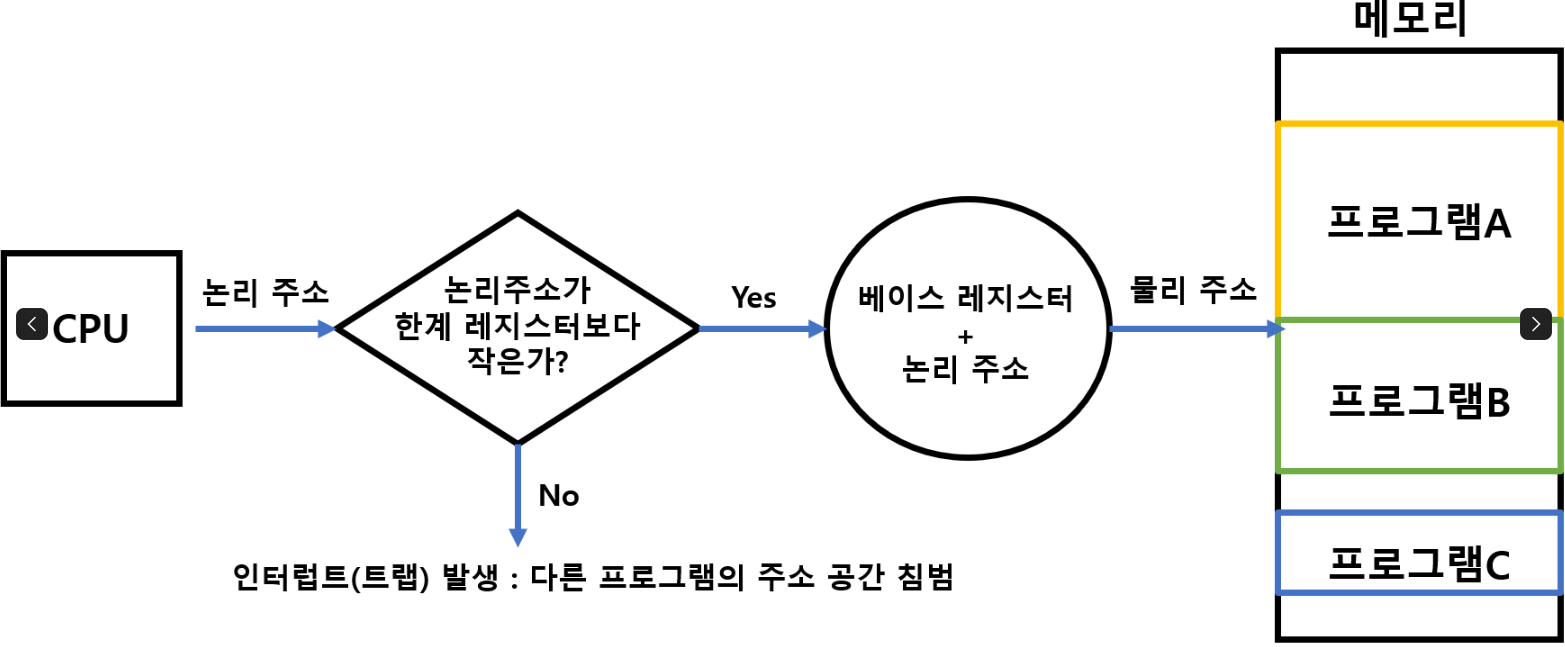 메모리
CPU
논리 주소
논리주소가
한계 레지스터보다
작은가?
Yes
No
베이스 레지스터
+
논리 주소
물리 주소
프로그램A
프로그램B
프로그램C
인터럽트(트랩) 발생 : 다른 프로그램의 주소 공간 침범